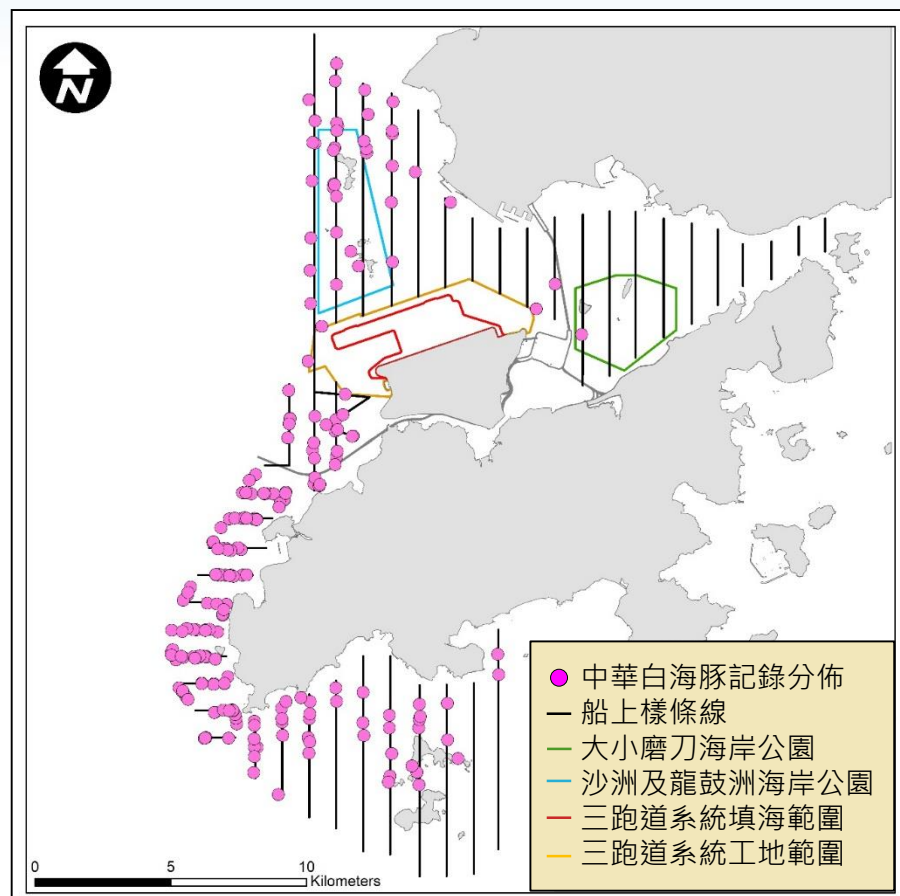 N
中華白海豚記錄分佈
船上樣條線
大小磨刀海岸公園
沙洲及龍鼓洲海岸公園
三跑道系統填海範圍
三跑道系統工地範圍
0 5 10
Kilometers